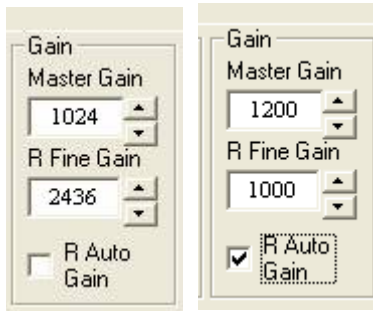 Gain
Master Gain
1024
R Fine Gain
2436
R Auto
Gain
Gain
Master Gain
1200
R Fine Gain
1000
R Auto
Gain